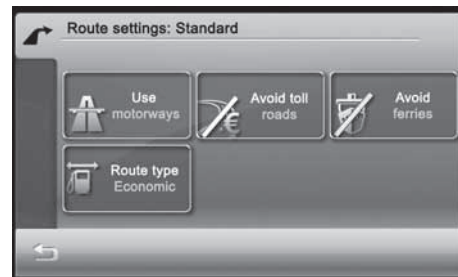 Route settings: Standard
Use
motorways
Avoid toll
roads
€
Avoid
ferries
Route type
Economic